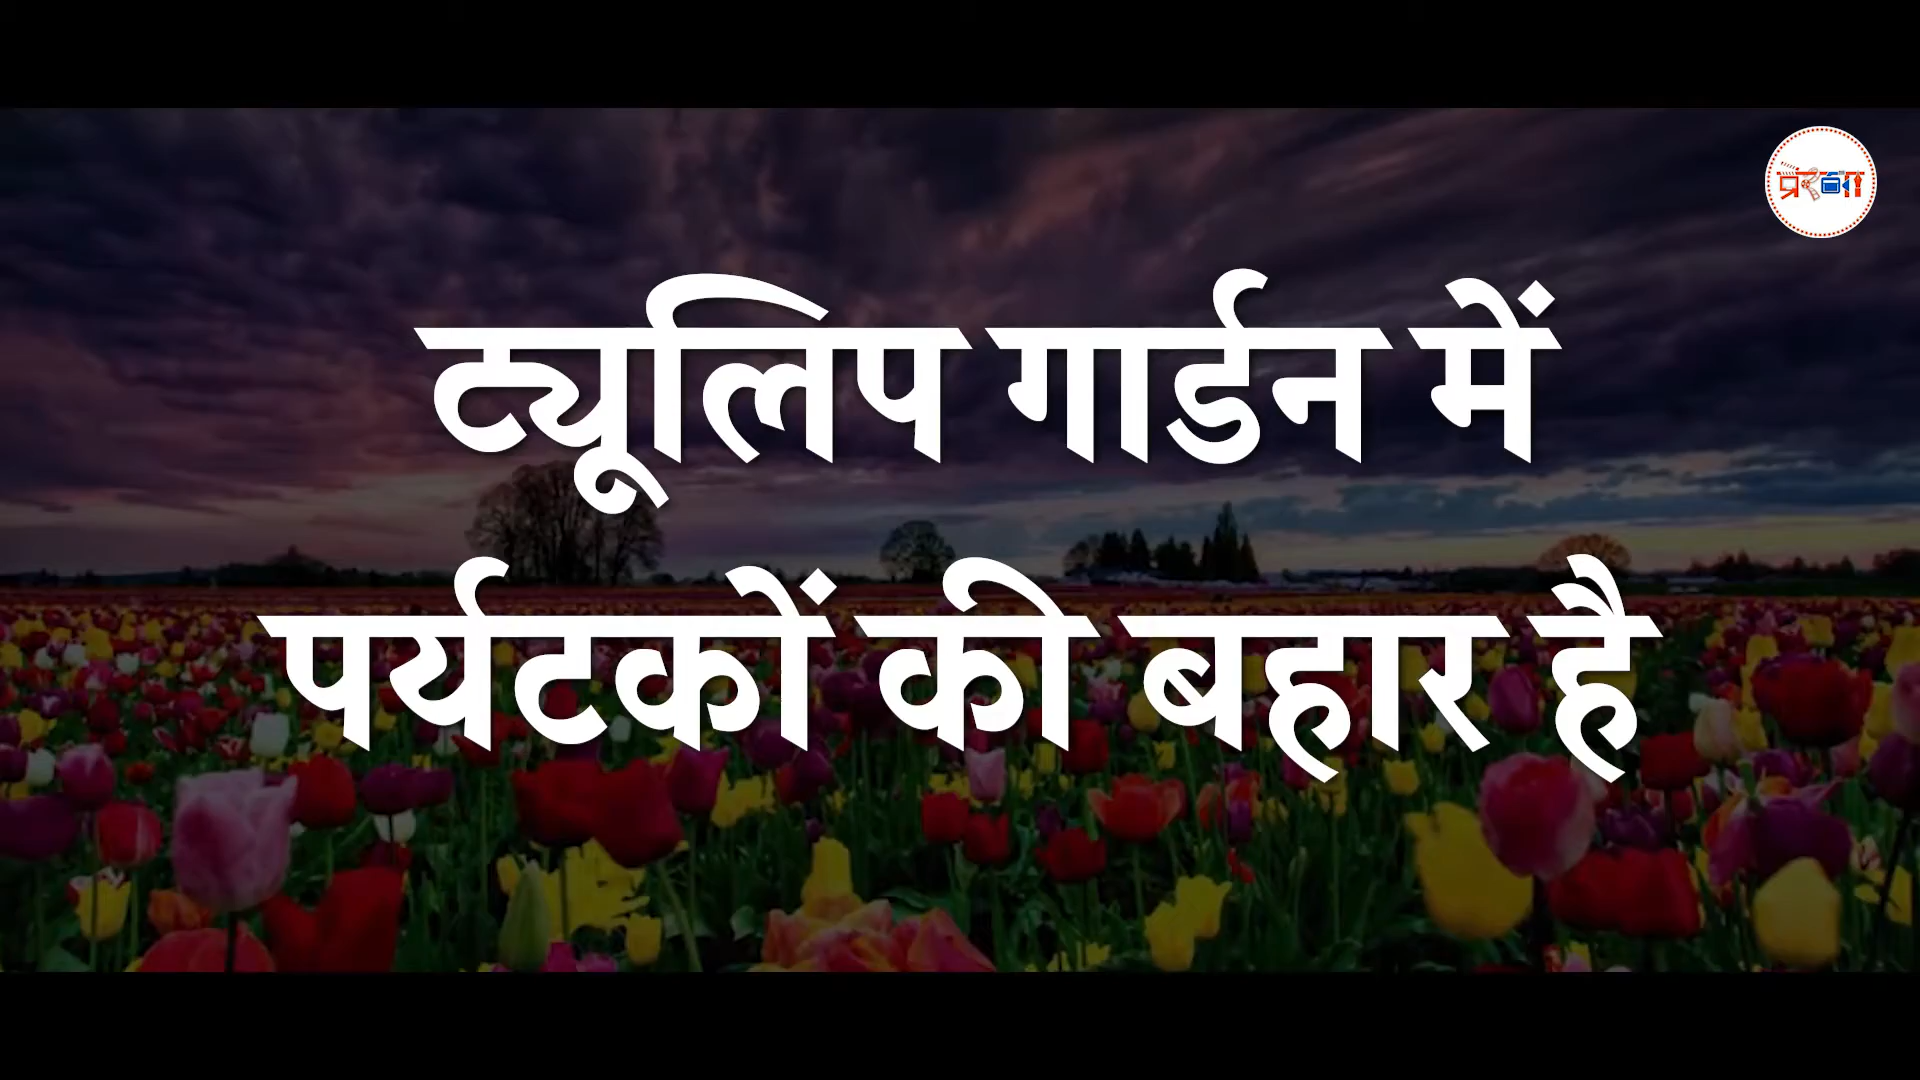 ट्यूलिप गार्डन में
पर्यटकों की बहार है